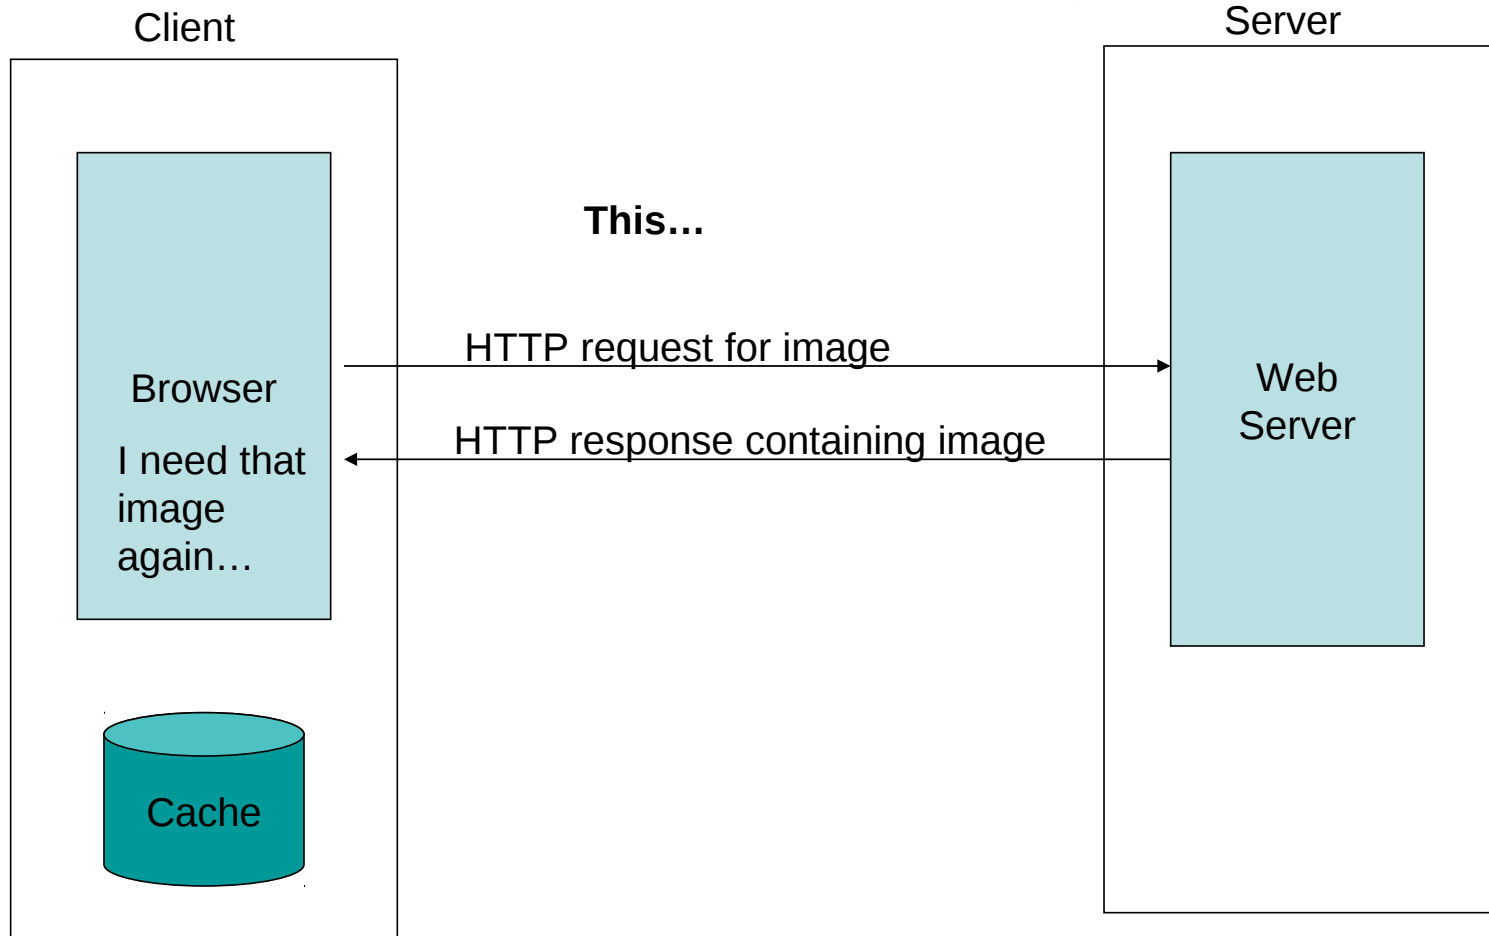 Client
Server
This…
HTTP request for image
Browser
Web
Server
HTTP response containing image
I need that
image
again…
Cache